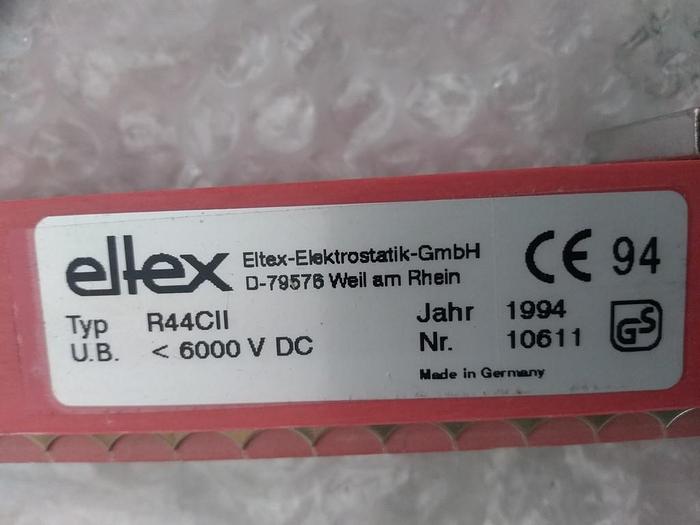 eltex
Eltex-Elektrostatik-GmbH
D-79576 Weil am Rhein
CE 94
Typ R44CII
U.B. < 6000 V DC
Jahr 1994
Nr. 10611
GS
Made in Germany